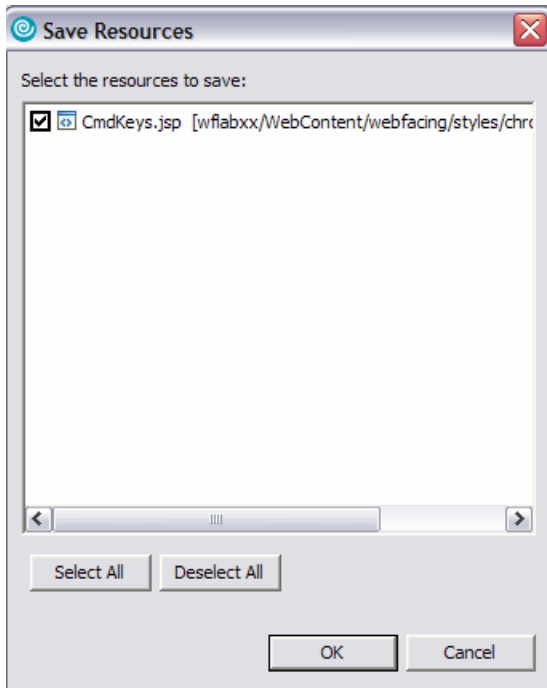 Save Resources
Select the resources to save:
CmdKeys.jsp [wflabxx/WebContent/webfacing/styles/chro
Select All Deselect All
OK Cancel